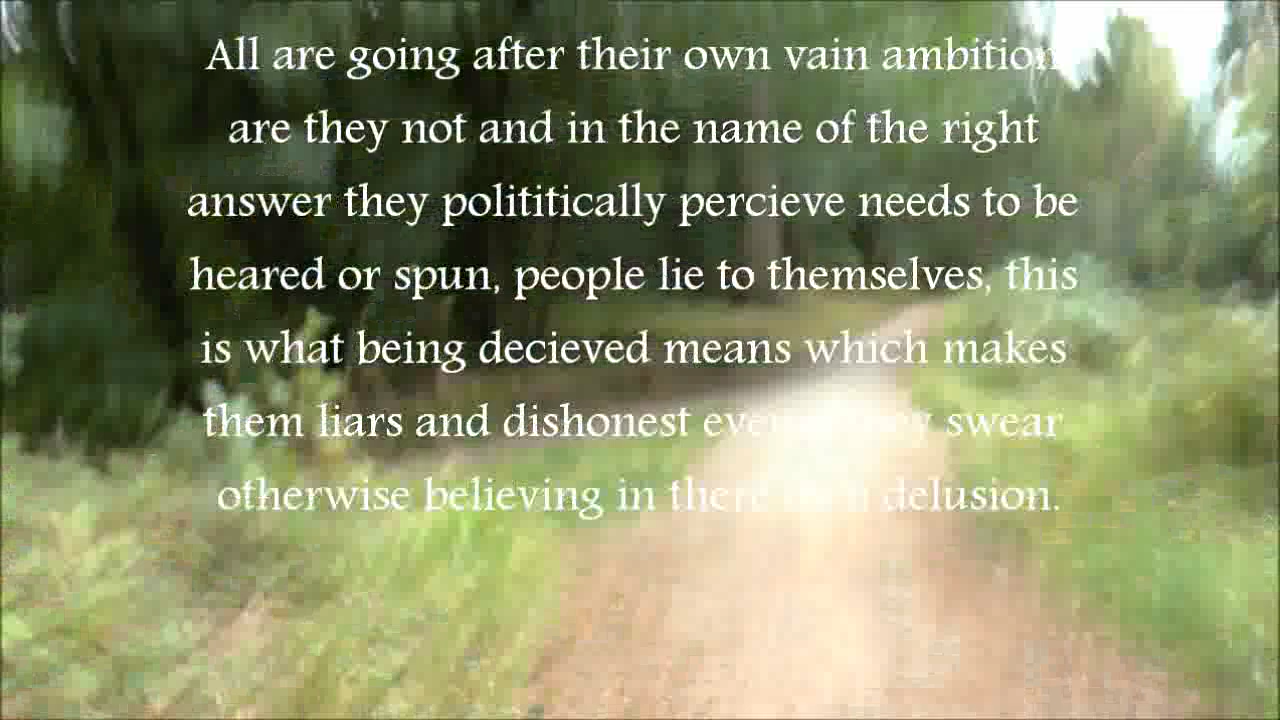 All are going after their own vain ambition
are they not and in the name of the right
answer they polititically percieve needs to be
heared or spun, people lie to themselves, this
is what being decieved means which makes
them liars and dishonest swear
otherwise believing in delusion.